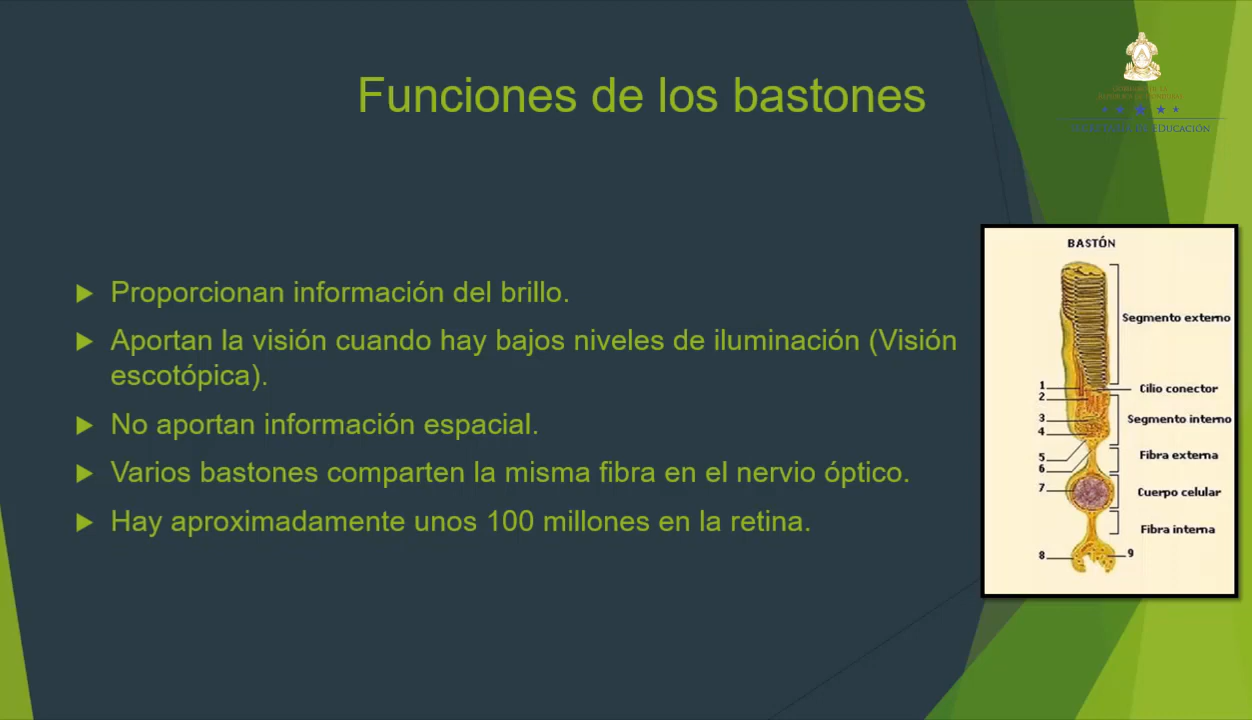 Funciones de los bastones
Proporcionan información del brillo.
Aportan la visión cuando hay bajos niveles de iluminación (Visión
escotópica).
No aportan información espacial.
Varios bastones comparten la misma fibra en el nervio óptico.
Hay aproximadamente unos 100 millones en la retina.
BASTÓN
Segmento externo
1
Cilio conector
2
3
Segmento interno
4
5
Fibra externa
6
7
Cuerpo celular
Fibra interna
8
9
DE EDUCACIÓN